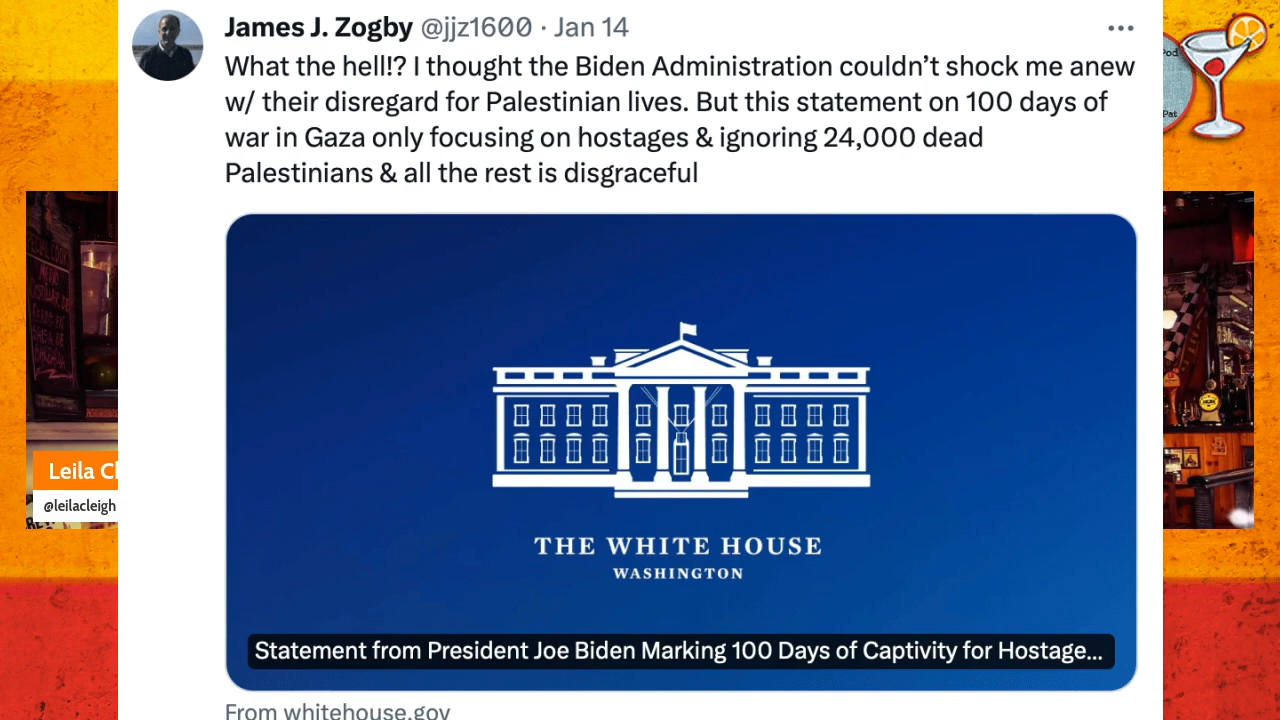 James J. Zogby @jjz1600 · Jan 14
What the hell!? I thought the Biden Administration couldn’t shock me anew
w/ their disregard for Palestinian lives. But this statement on 100 days of
war in Gaza only focusing on hostages & ignoring 24,000 dead
Palestinians & all the rest is disgraceful
THE WHITE HOUSE
WASHINGTON
Statement from President Joe Biden Marking 100 Days of Captivity for Hostage...
From whitehouse.gov
Leila C
@leilacleigh
Pod
Pat